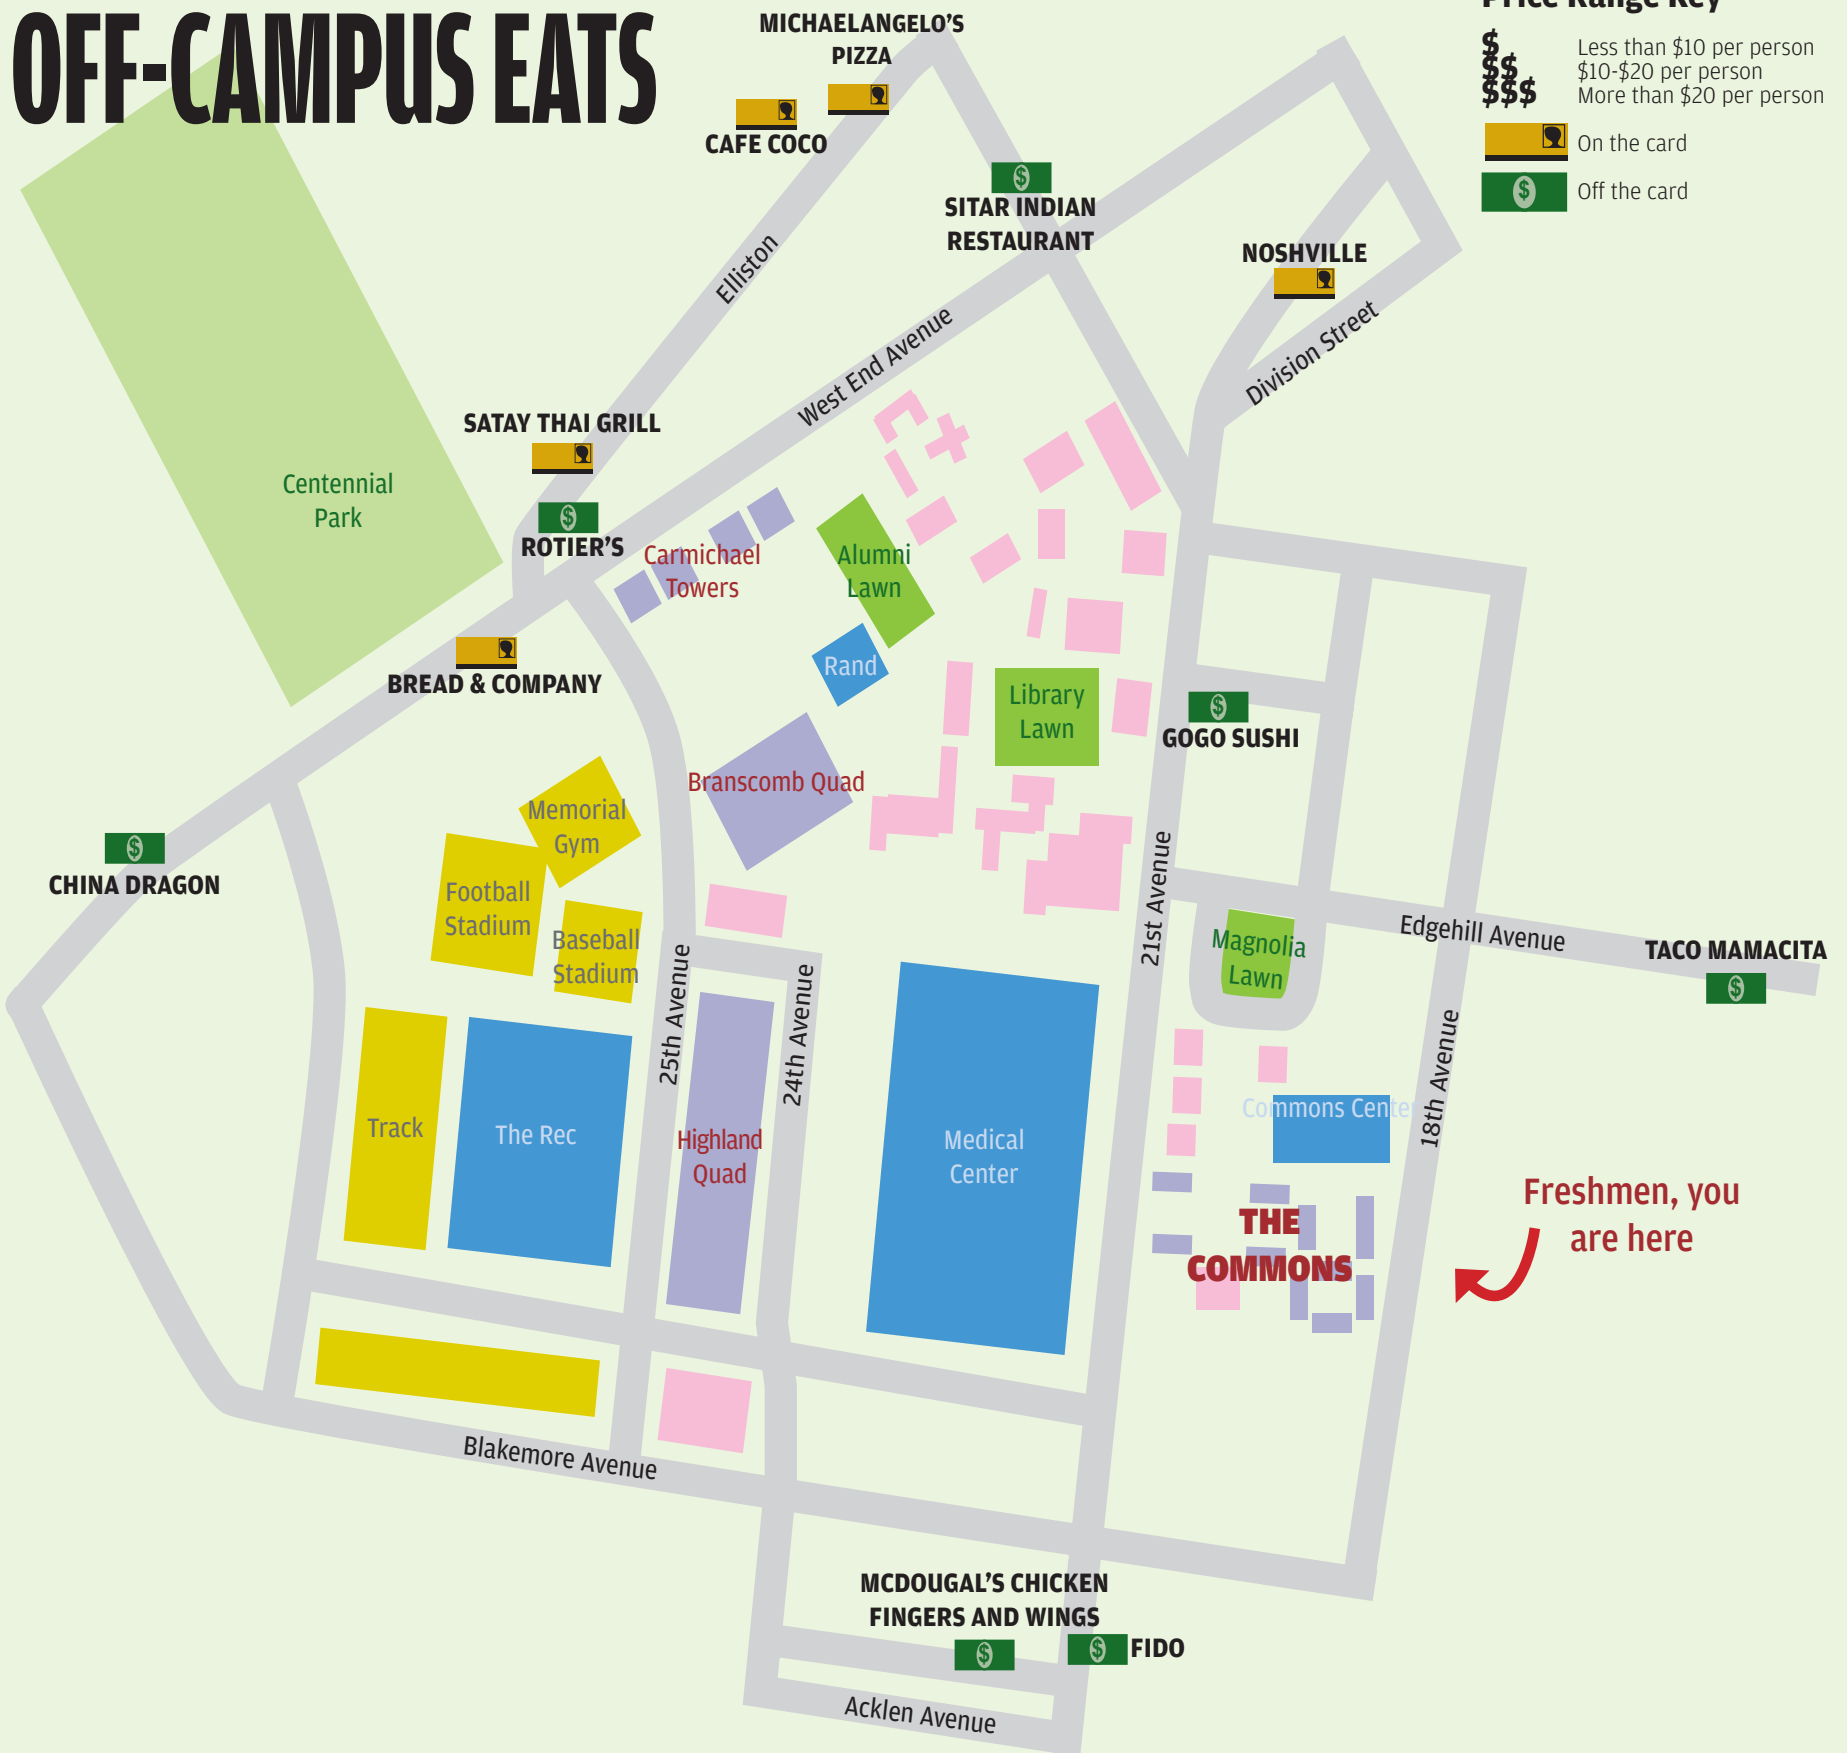 OFF-CAMPUS EATS
Price Range Key
$ Less than $10 per person
$$ $10-$20 per person
$$$ More than $20 per person
On the card
$ Off the card
MICHAELANGELO’S
PIZZA
CAFE COCO
$
SITAR INDIAN
RESTAURANT
NOSHVILLE
Elliston
West End Avenue
Division Street
SATAY THAI GRILL
Centennial
Park
$
ROTIER’S
Carmichael
Towers
Alumni
Lawn
BREAD & COMPANY
Rand
Library
Lawn
$
GOGO SUSHI
Branscomb Quad
Memorial
Gym
$
CHINA DRAGON
Football
Stadium
Baseball
Stadium
21st Avenue
Magnolia
Lawn
Edgehill Avenue
TACO MAMACITA
$
25th Avenue
24th Avenue
18th Avenue
Track
The Rec
Highland
Quad
Medical
Center
Commons Center
THE
COMMONS
Freshmen, you
are here
Blakemore Avenue
MCDOUGAL’S CHICKEN
FINGERS AND WINGS
$
$ FIDO
Acklen Avenue